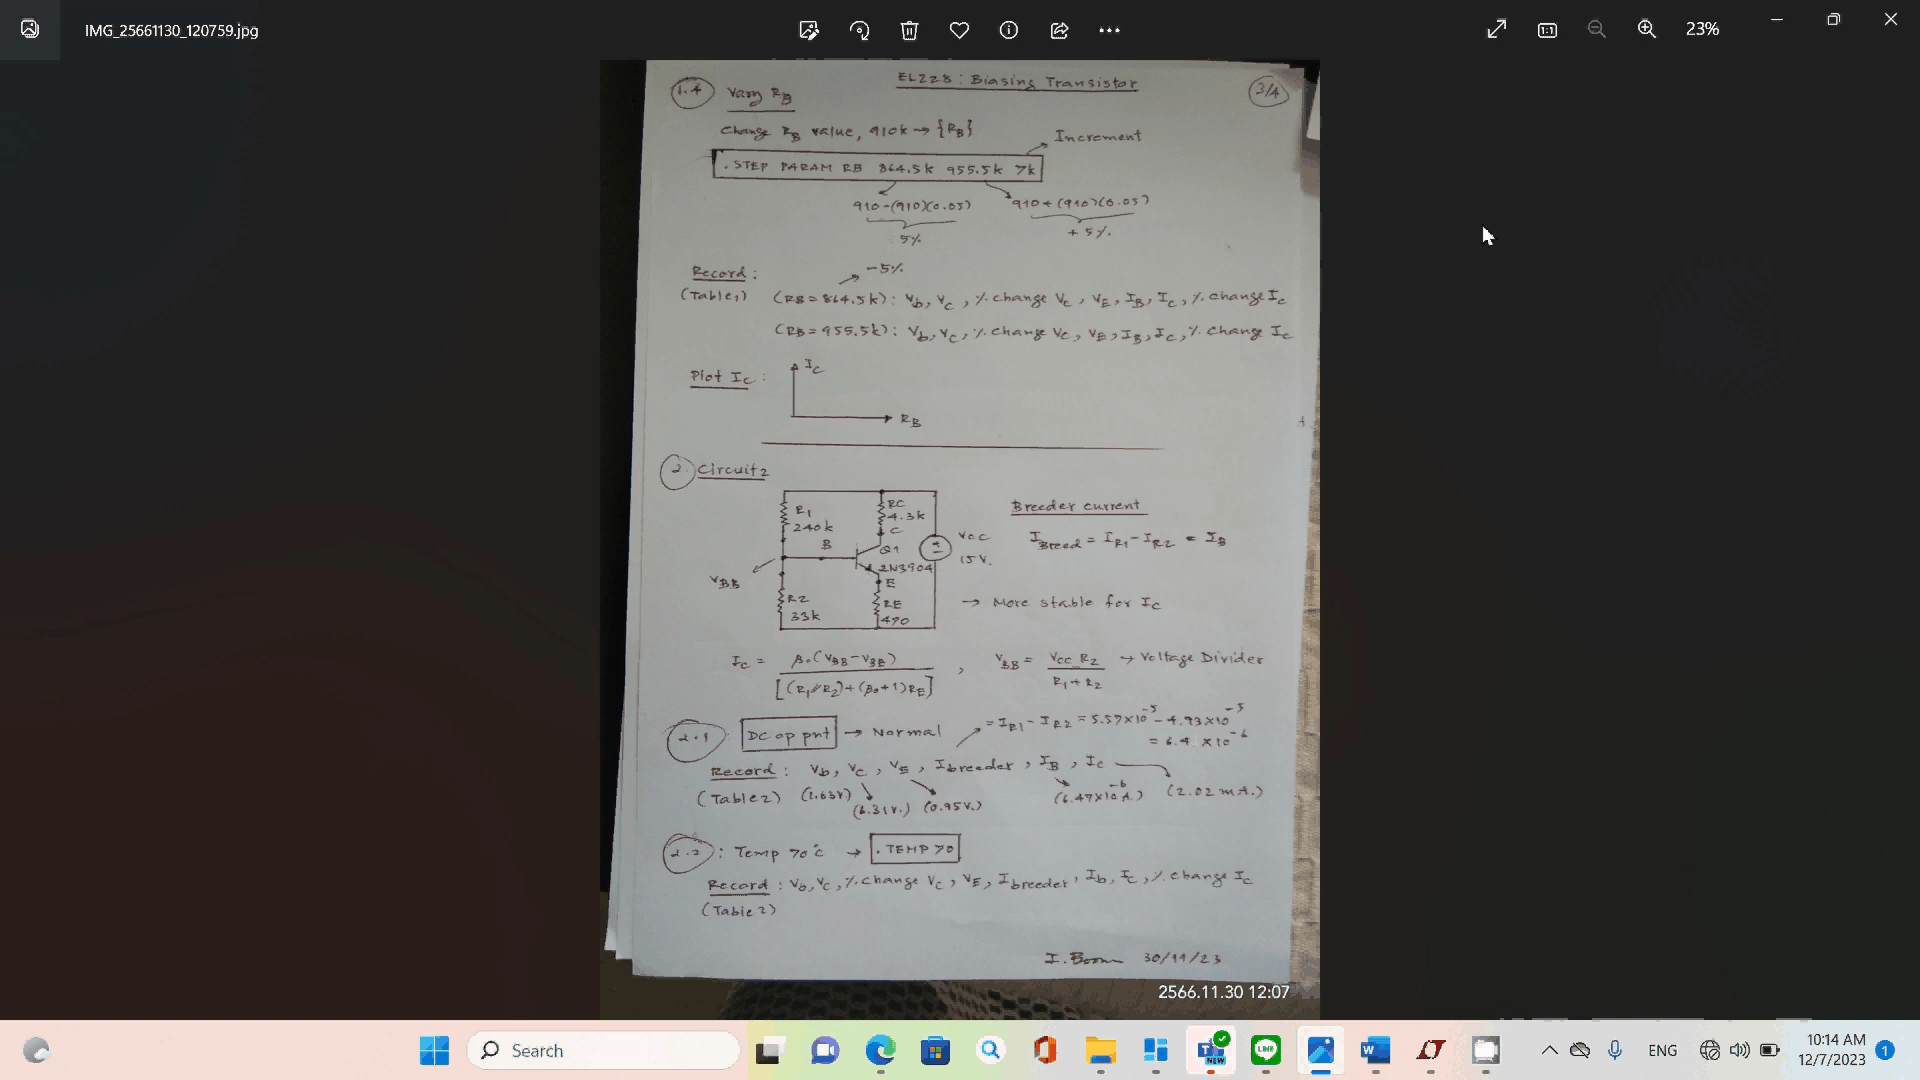 IMG_25661130_120759.jpg
23%
EL228 : Biasing Transistor
1.4 Vary RB
3/4
Change RB value, 910k → {RB}
Increment
.STEP PARAM RB 864.5k 955.5k 7k
910-(910)(0.05)
910+(910)(0.05)
5%
+5%
Record :
-5%
(Table1) (RB=864.5k): Vb, Vc, % change Vc, VE, IB, Ic, % change Ic
(RB=955.5k): Vb, Vc, % change Vc, VE, IB, Ic, % change Ic
Plot Ic :
Ic
RB
2. Circuit2
R1
240k
RC
4.3k
C
B
Q1
2N3904
E
VCC
15V.
VBB
R2
33k
RE
470
Breeder current
IBreed = IR1 - IR2 = IB
→ More stable for Ic
Ic = βo(VBB-VBE) / [(R1//R2)+(βo+1)RE] , VBB = Vcc R2 / R1+R2 → Voltage Divider
2.1 DC op pnt → Normal
= IR1 - IR2 = 5.57x10^-5 - 4.93x10^-5
= 6.4 x10^-6
Record : Vb, Vc, VE, Ibreeder, IB, Ic
(Table2) (1.63V) (6.31V.) (0.95V.) (6.47x10^-6 A.) (2.02 mA.)
2.2 : Temp 70°c → .TEMP 70
Record : Vb, Vc, % change Vc, VE, Ibreeder, Ib, Ic, % change Ic
(Table 2)
I. Boon 30/11/23
2566.11.30 12:07
Search
ENG
10:14 AM
12/7/2023
1